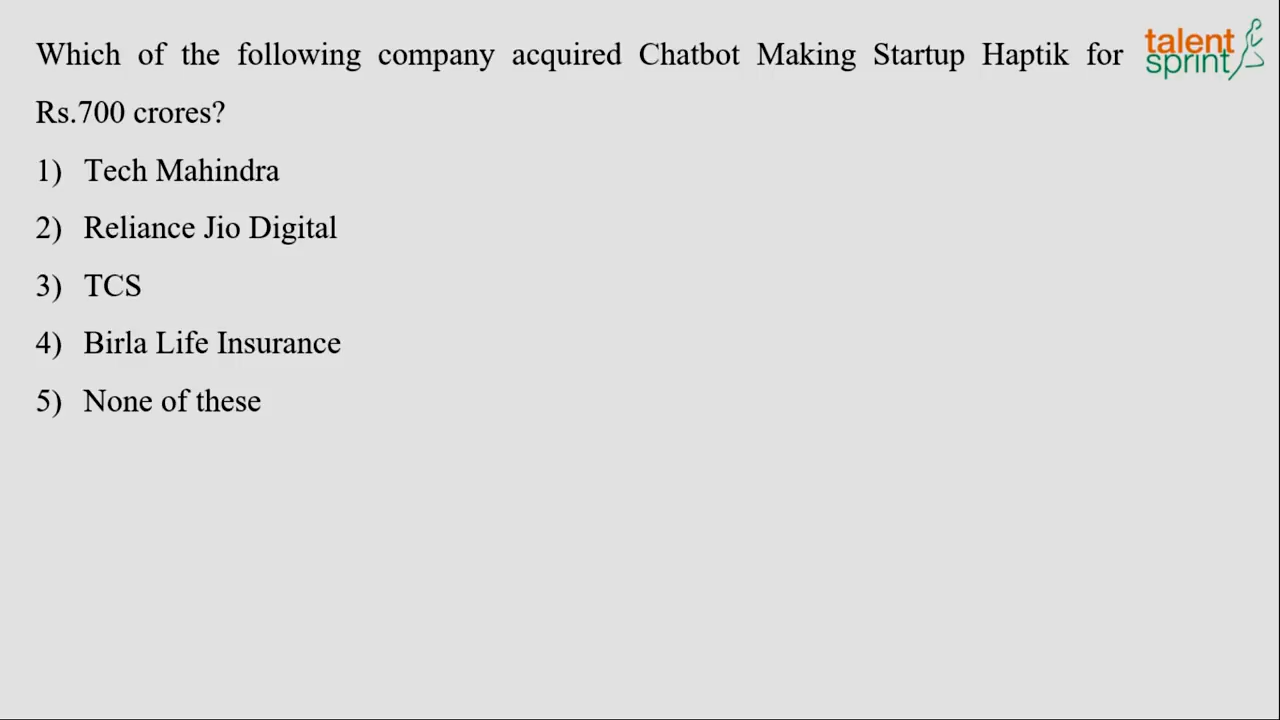 Which of the following company acquired Chatbot Making Startup Haptik for
Rs.700 crores?
1) Tech Mahindra
2) Reliance Jio Digital
3) TCS
4) Birla Life Insurance
5) None of these
talent
sprint